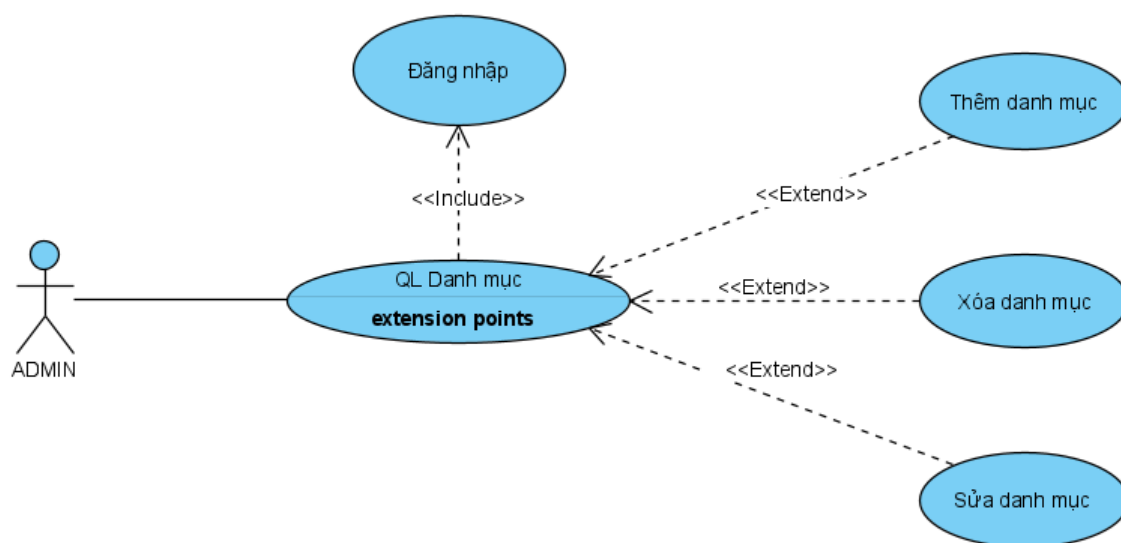 Đăng nhập
Thêm danh mục
<<Extend>>
<<Include>>
QL Danh mục
extension points
<<Extend>>
Xóa danh mục
ADMIN
<<Extend>>
Sửa danh mục